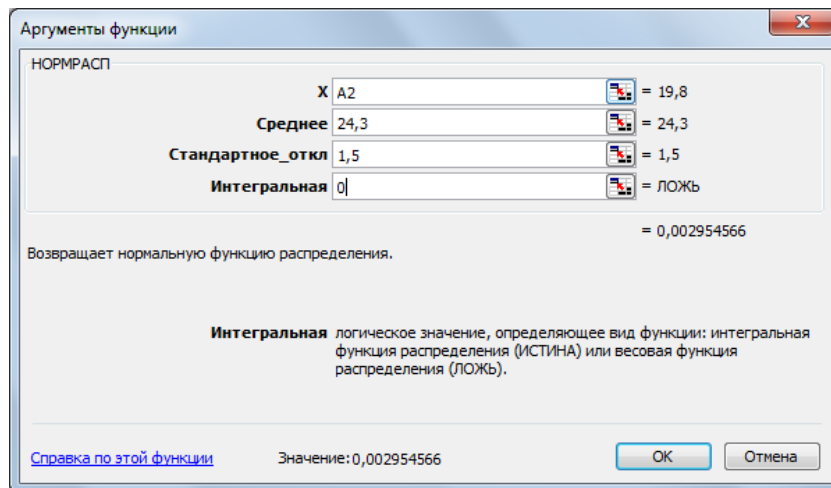 Аргументы функции
НОРМРАСП
X A2 = 19,8
Среднее 24,3 = 24,3
Стандартное_откл 1,5 = 1,5
Интегральная 0 = ЛОЖЬ
= 0,002954566
Возвращает нормальную функцию распределения.
Интегральная логическое значение, определяющее вид функции: интегральная
функция распределения (ИСТИНА) или весовая функция
распределения (ЛОЖЬ).
Справка по этой функции Значение:0,002954566 ОК Отмена